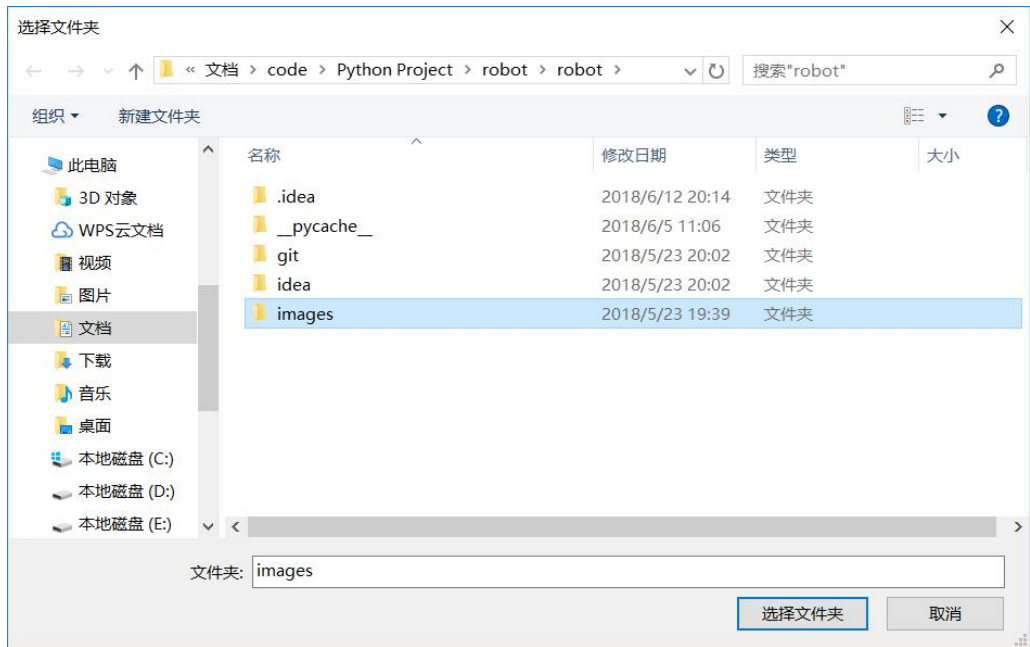 选择文件夹
« 文档 > code > Python Project > robot > robot >
搜索"robot"
组织
新建文件夹
?
此电脑
3D 对象
WPS云文档
视频
图片
文档
下载
音乐
桌面
本地磁盘 (C:)
本地磁盘 (D:)
本地磁盘 (E:)
名称 修改日期 类型 大小
.idea 2018/6/12 20:14 文件夹
__pycache__ 2018/6/5 11:06 文件夹
git 2018/5/23 20:02 文件夹
idea 2018/5/23 20:02 文件夹
images 2018/5/23 19:39 文件夹
文件夹: images
选择文件夹 取消